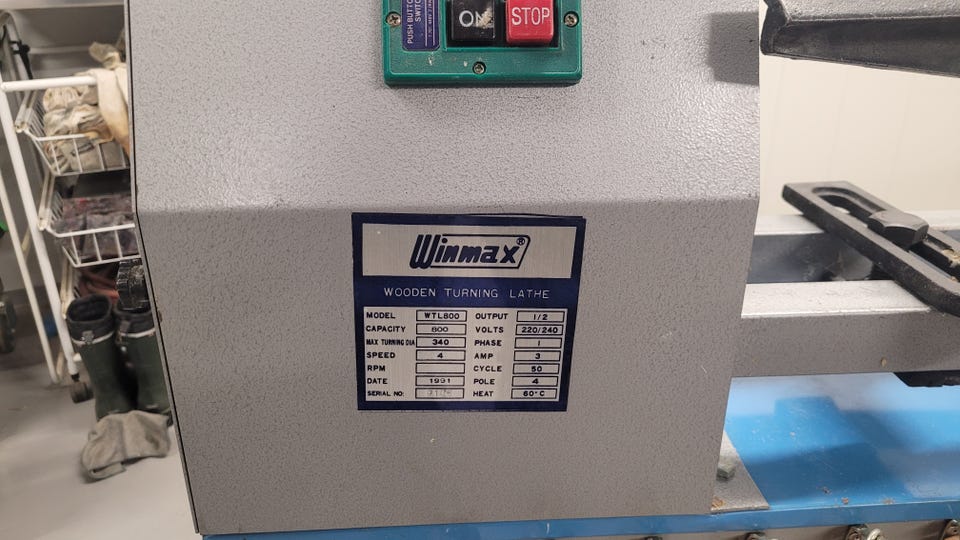 PUSH BUTTON
SWITCH
ON
STOP
Winmax®
WOODEN TURNING LATHE
MODEL WTL800 OUTPUT 1/2
CAPACITY 800 VOLTS 220/240
MAX TURNING DIA 340 PHASE 1
SPEED 4 AMP 3
RPM CYCLE 50
DATE 1991 POLE 4
SERIAL NO: HEAT 60°C